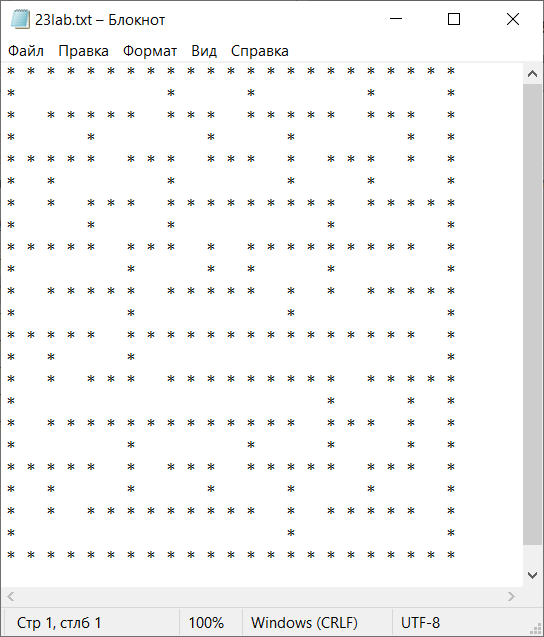 23lab.txt – Блокнот
Файл Правка Формат Вид Справка
* * * * * * * * * * * * * * * * * * * * * * *
*               *       *           *       *
*   * * * * *   * * *   * * * * *   * * *   *
*       *           *       *           *   *
* * * * *   * * *   * * *   *   * * *   *   *
*   *           *           *       *       *
*   *   * * *   * * * * * * * * *   * * * * *
*       *       *               *           *
* * * * *   * * *   *   * * * * * * * * *   *
*           *       *   *       *           *
*   * * * * *   * * * * *   *   *   * * * * *
*           *               *               *
* * * * *   * * * * * * * * * * * * * * *   *
*   *       *                               *
*   *   * * *   * * * * * * * * *   * * * * *
*                               *       *   *
*   * * * * * * * * * * * * *   * * *   *   *
*           *           *       *       *   *
* * * * *   *   * * *   * * * * *   * * *   *
*   *       *       *       *       *       *
*   *   * * * * * * * * *   *   * * * * *   *
*                           *               *
* * * * * * * * * * * * * * * * * * * * * * *
Стр 1, стлб 1 100% Windows (CRLF) UTF-8